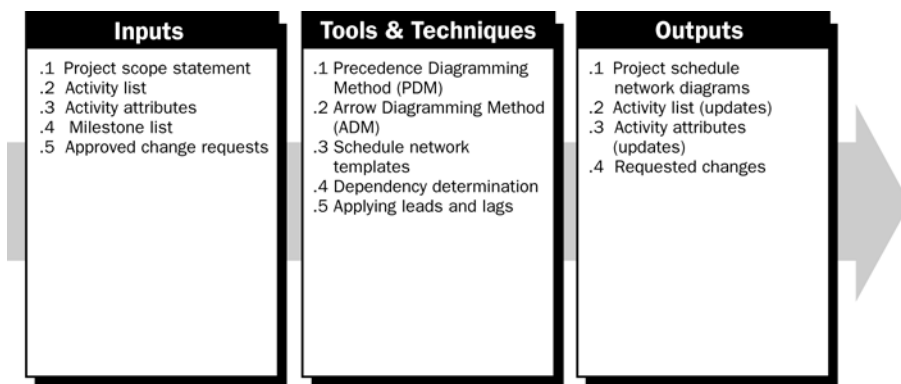 Inputs
.1 Project scope statement
.2 Activity list
.3 Activity attributes
.4 Milestone list
.5 Approved change requests
Tools & Techniques
.1 Precedence Diagramming
Method (PDM)
.2 Arrow Diagramming Method
(ADM)
.3 Schedule network
templates
.4 Dependency determination
.5 Applying leads and lags
Outputs
.1 Project schedule
network diagrams
.2 Activity list (updates)
.3 Activity attributes
(updates)
.4 Requested changes